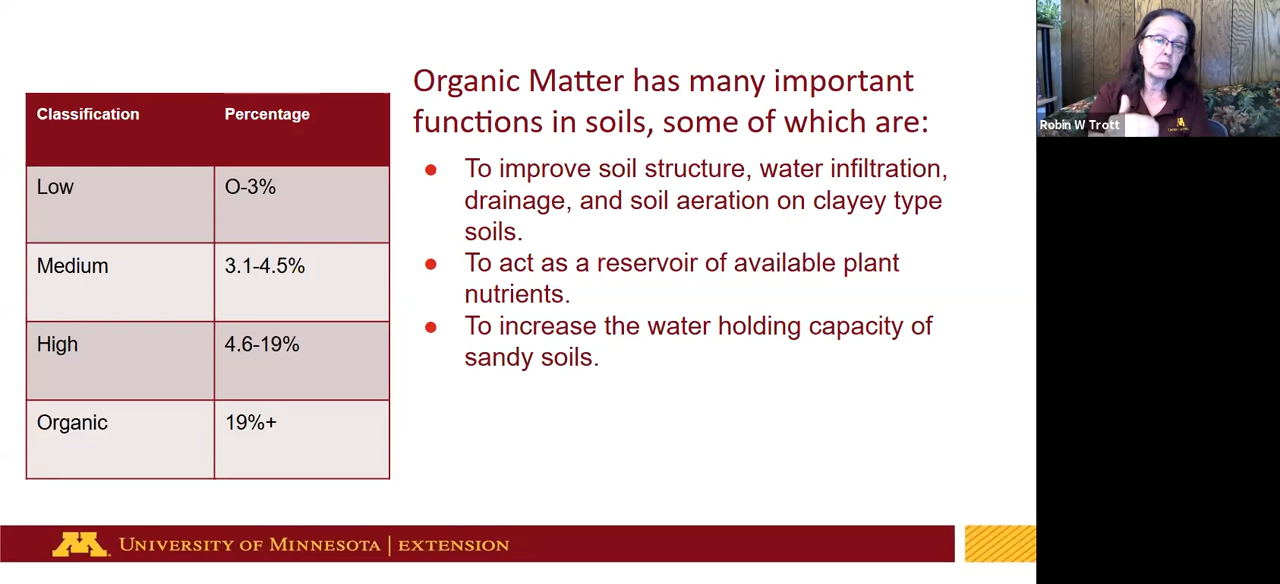 Classification Percentage
Low O-3%
Medium 3.1-4.5%
High 4.6-19%
Organic 19%+
Organic Matter has many important
functions in soils, some of which are:
● To improve soil structure, water infiltration,
drainage, and soil aeration on clayey type
soils.
● To act as a reservoir of available plant
nutrients.
● To increase the water holding capacity of
sandy soils.
Robin W Trott
M
UNIVERSITY OF MINNESOTA | EXTENSION